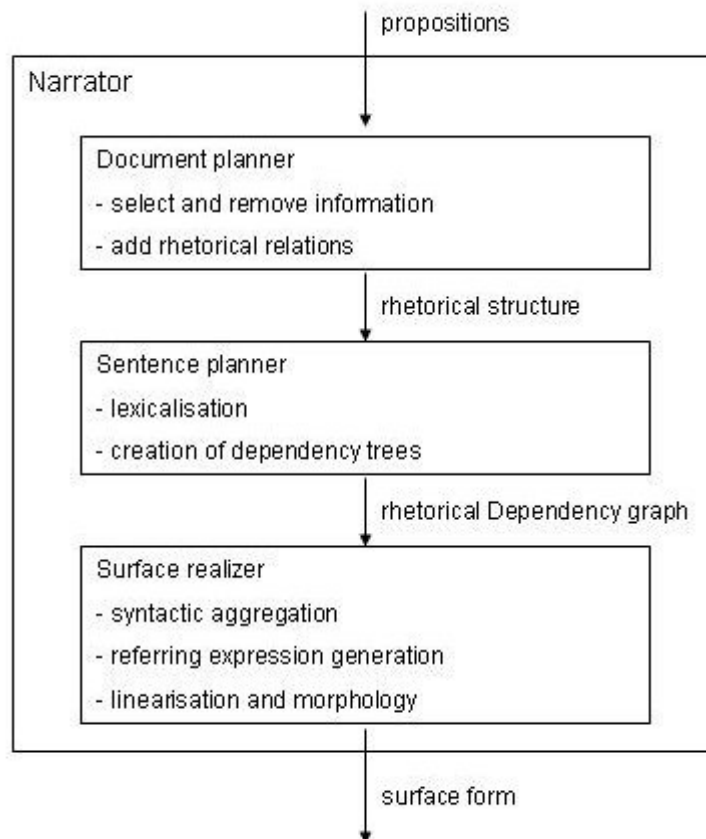 propositions
Narrator
Document planner
- select and remove information
- add rhetorical relations
rhetorical structure
Sentence planner
- lexicalisation
- creation of dependency trees
rhetorical Dependency graph
Surface realizer
- syntactic aggregation
- referring expression generation
- linearisation and morphology
surface form